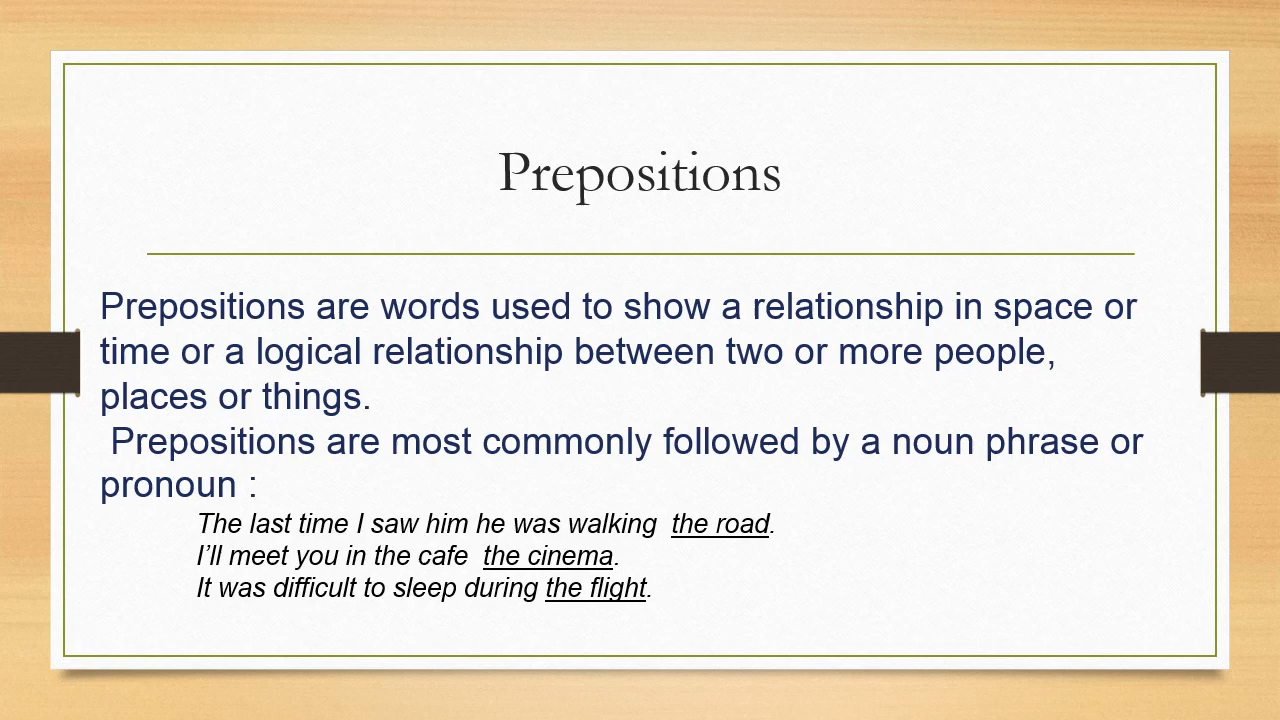 Prepositions
Prepositions are words used to show a relationship in space or
time or a logical relationship between two or more people,
places or things.
Prepositions are most commonly followed by a noun phrase or
pronoun :
The last time I saw him he was walking  the road.
I’ll meet you in the cafe  the cinema.
It was difficult to sleep during the flight.